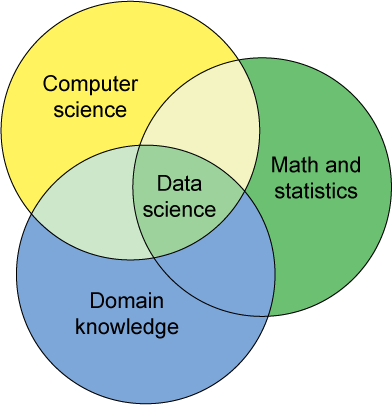 Computer
science
Math and
statistics
Data
science
Domain
knowledge